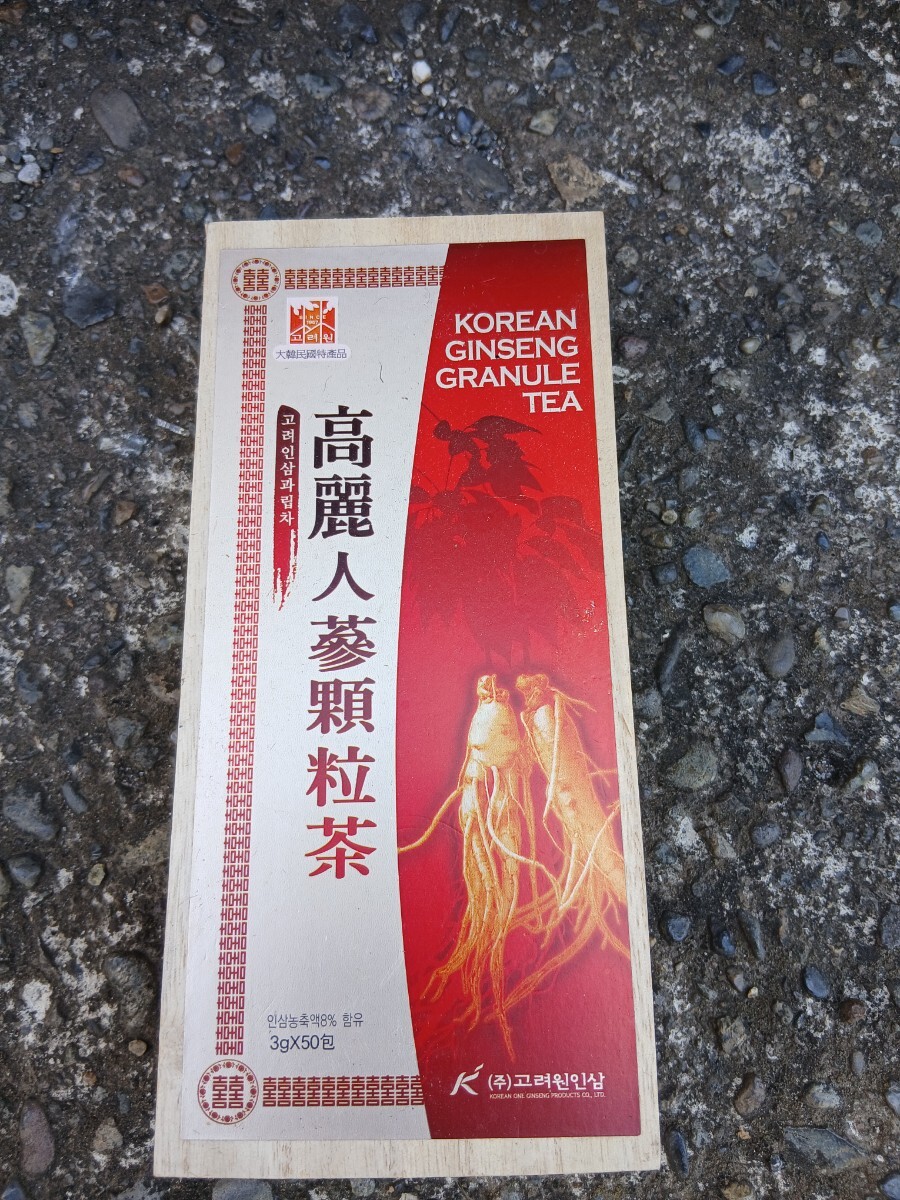 KOREAN
GINSENG
GRANULE
TEA
SINCE
1967
고려원
大韓民國特産品
고려인삼과립차
高麗人蔘顆粒茶
인삼농축액8% 함유
3gX50包
(주)고려원인삼
KOREAN ONE GINSENG PRODUCTS CO., LTD.